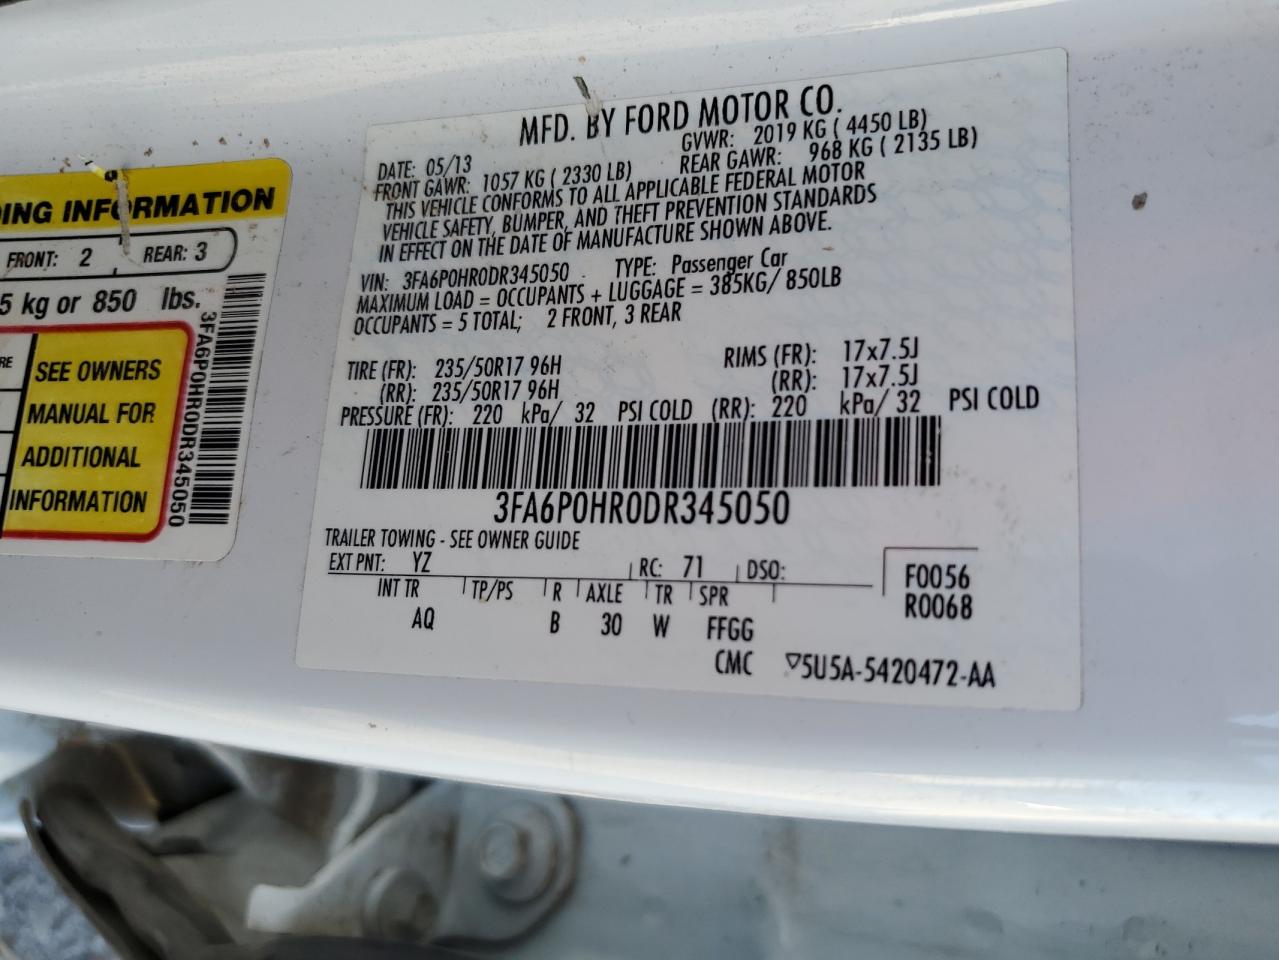 DING INFORMATION
FRONT: 2 REAR: 3
5 kg or 850 lbs.
RE
SEE OWNERS
MANUAL FOR
ADDITIONAL
INFORMATION
3FA6P0HR0DR345050
MFD. BY FORD MOTOR CO.
DATE: 05/13 GVWR: 2019 KG ( 4450 LB)
FRONT GAWR: 1057 KG ( 2330 LB) REAR GAWR: 968 KG ( 2135 LB)
THIS VEHICLE CONFORMS TO ALL APPLICABLE FEDERAL MOTOR
VEHICLE SAFETY, BUMPER, AND THEFT PREVENTION STANDARDS
IN EFFECT ON THE DATE OF MANUFACTURE SHOWN ABOVE.
VIN: 3FA6P0HR0DR345050 TYPE: Passenger Car
MAXIMUM LOAD = OCCUPANTS + LUGGAGE = 385KG/ 850LB
OCCUPANTS = 5 TOTAL; 2 FRONT, 3 REAR
TIRE (FR): 235/50R17 96H RIMS (FR): 17x7.5J
(RR): 235/50R17 96H (RR): 17x7.5J
PRESSURE (FR): 220 kPa/ 32 PSI COLD (RR): 220 kPa/ 32 PSI COLD
3FA6P0HR0DR345050
TRAILER TOWING - SEE OWNER GUIDE
EXT PNT: YZ RC: 71 DSO: F0056
INT TR TP/PS R AXLE TR SPR R0068
AQ B 30 W FFGG
CMC ▽5U5A-5420472-AA